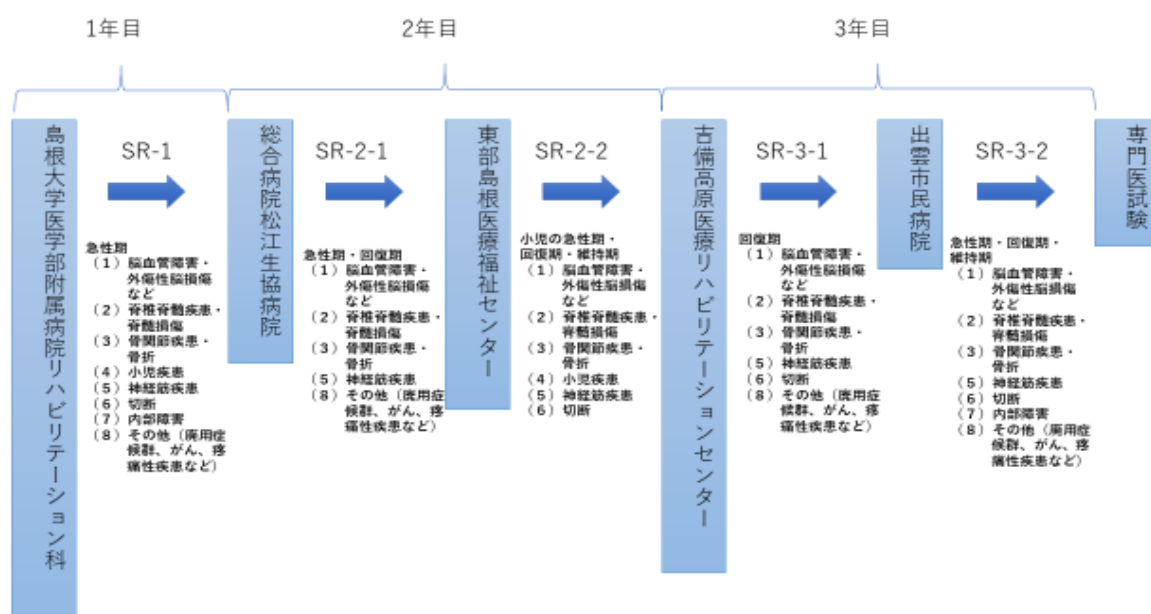 1年目
2年目
3年目
島根大学医学部附属病院リハビリテーション科
SR-1
急性期
（1）脳血管障害・
外傷性脳損傷
など
（2）脊椎脊髄疾患・
脊髄損傷
（3）骨関節疾患・
骨折
（4）小児疾患
（5）神経筋疾患
（6）切断
（7）内部障害
（8）その他（廃用症
候群、がん、疼
痛性疾患など）
総合病院松江生協病院
SR-2-1
急性期・回復期
（1）脳血管障害・
外傷性脳損傷
など
（2）脊椎脊髄疾患・
脊髄損傷
（3）骨関節疾患・
骨折
（5）神経筋疾患
（8）その他（廃用症
候群、がん、疼
痛性疾患など）
東部島根医療福祉センター
SR-2-2
小児の急性期・
回復期・維持期
（1）脳血管障害・
外傷性脳損傷
など
（2）脊椎脊髄疾患・
脊髄損傷
（3）骨関節疾患・
骨折
（4）小児疾患
（5）神経筋疾患
（6）切断
吉備高原医療リハビリテーションセンター
SR-3-1
回復期
（1）脳血管障害・
外傷性脳損傷
など
（2）脊椎脊髄疾患・
脊髄損傷
（3）骨関節疾患・
骨折
（5）神経筋疾患
（6）切断
（8）その他（廃用症
候群、がん、疼
痛性疾患など）
出雲市民病院
SR-3-2
急性期・回復期・
維持期
（1）脳血管障害・
外傷性脳損傷
など
（2）脊椎脊髄疾患・
脊髄損傷
（3）骨関節疾患・
骨折
（5）神経筋疾患
（6）切断
（7）内部障害
（8）その他（廃用症
候群、がん、疼
痛性疾患など）
専門医試験